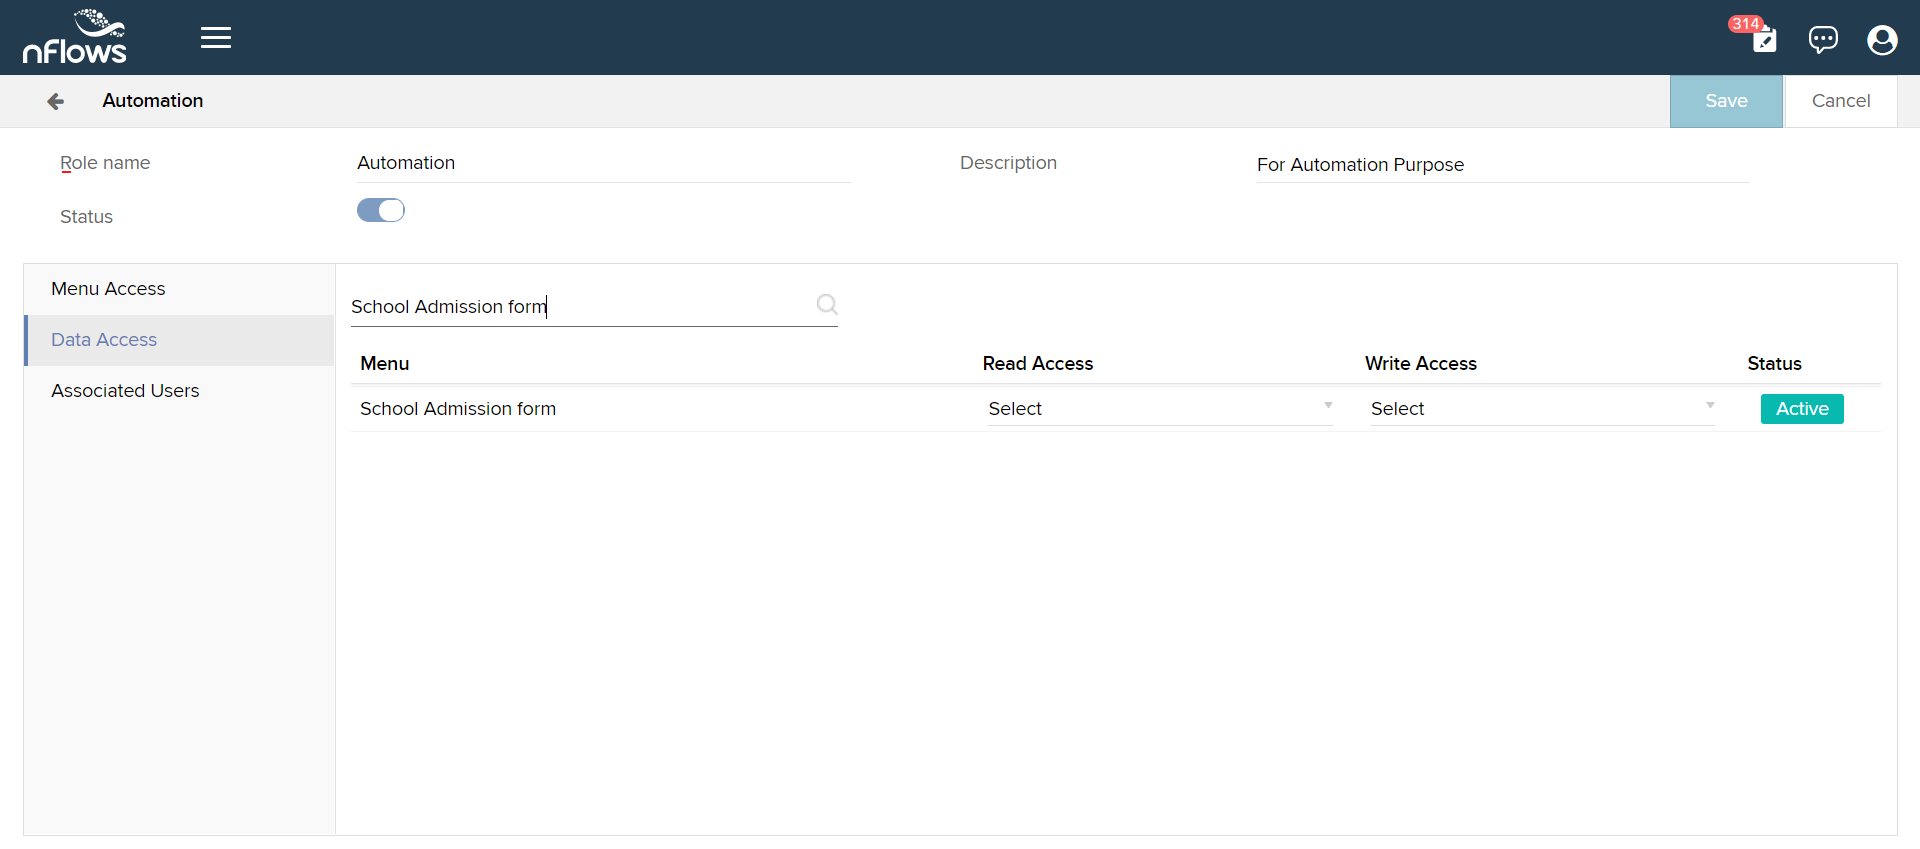 nFlows
314
Automation
Save
Cancel
Role name
Automation
Description
For Automation Purpose
Status
Menu Access
Data Access
Associated Users
School Admission form
Menu
Read Access
Write Access
Status
School Admission form
Select
Select
Active